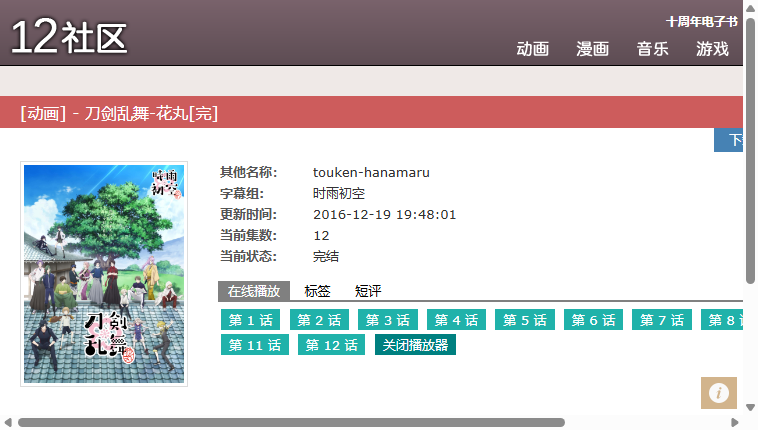 十周年电子书
12社区
动画 漫画 音乐 游戏
[动画] - 刀剑乱舞-花丸[完]
其他名称: touken-hanamaru
字幕组: 时雨初空
更新时间: 2016-12-19 19:48:01
当前集数: 12
当前状态: 完结
时雨
初空
刀剣
乱舞
在线播放 标签 短评
第 1 话 第 2 话 第 3 话 第 4 话 第 5 话 第 6 话 第 7 话 第 8
第 11 话 第 12 话 关闭播放器